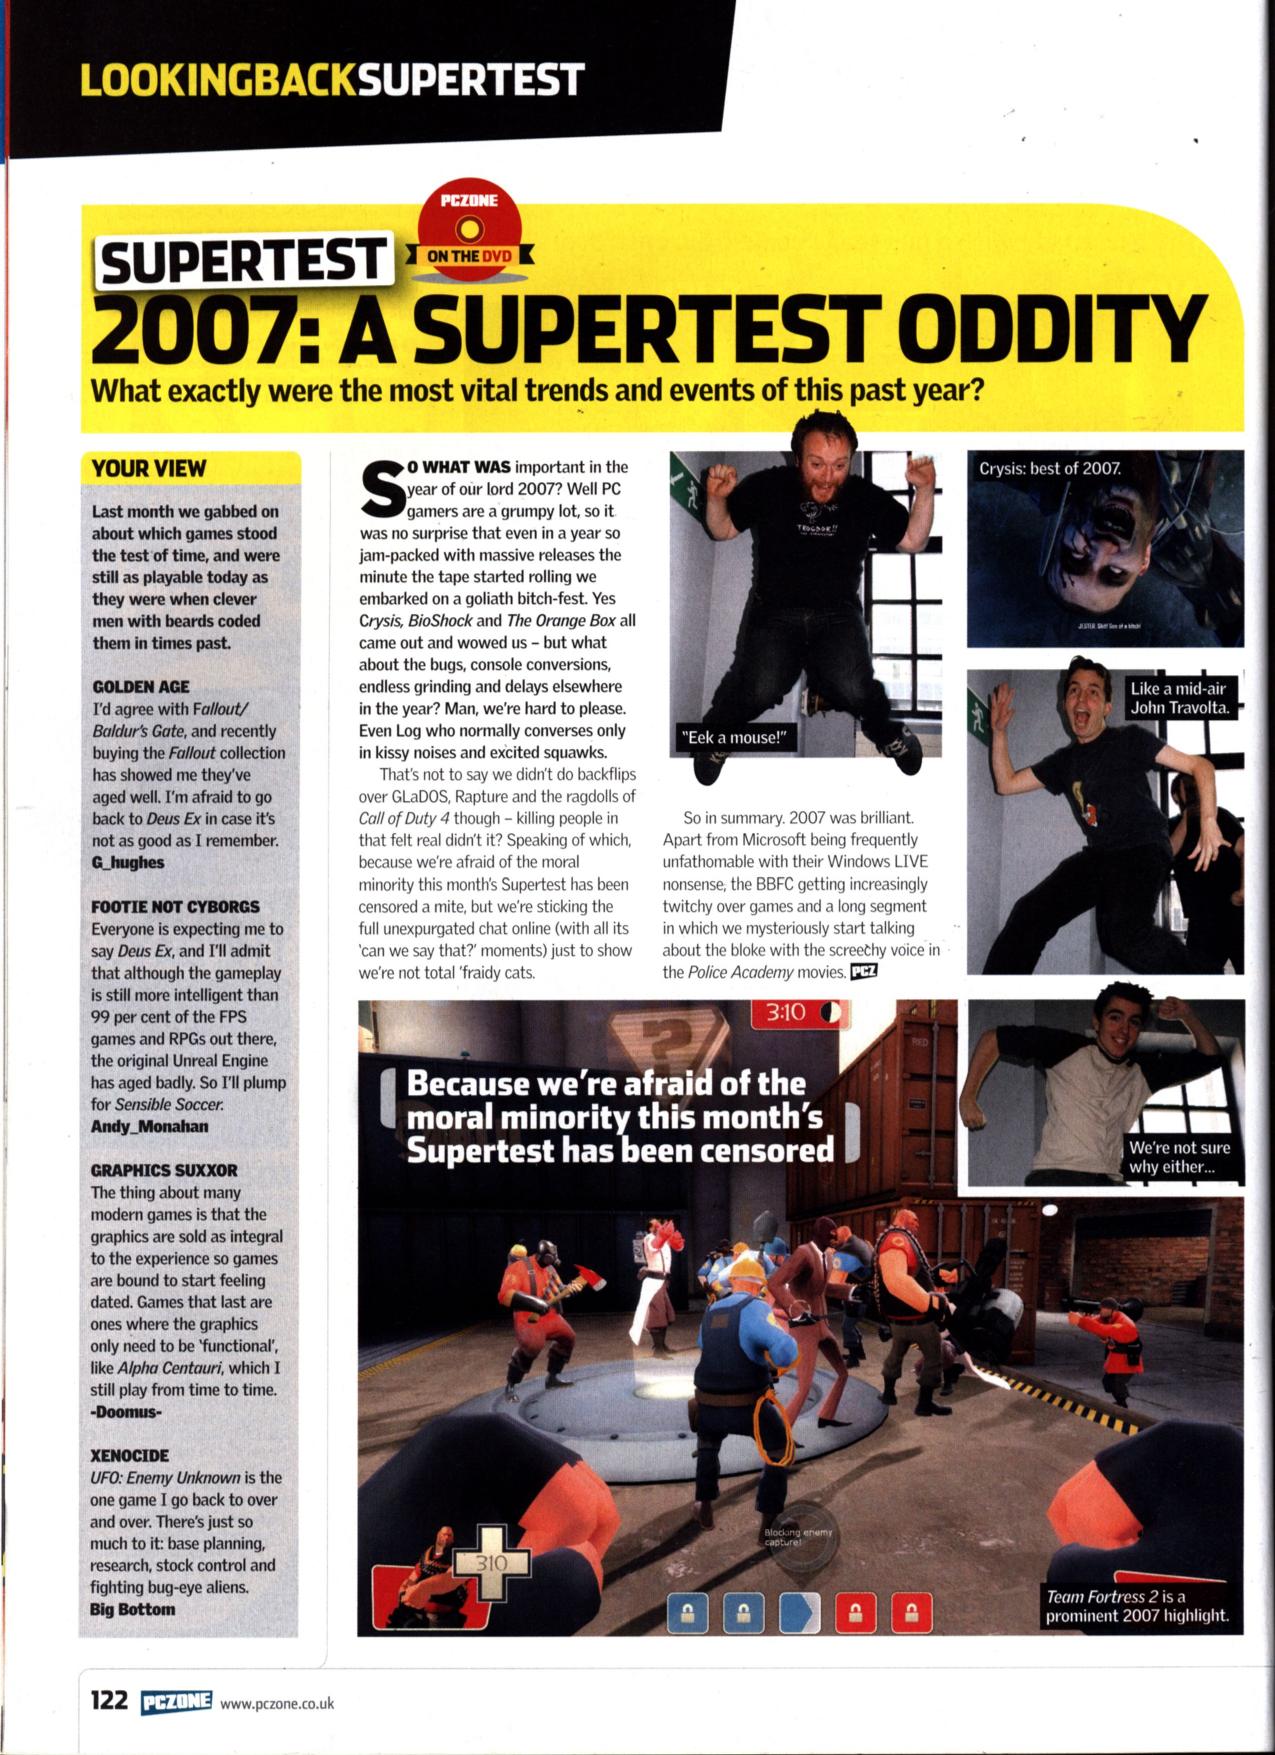 LOOKINGBACKSUPERTEST
PCZONE
ON THE DVD
SUPERTEST
2007: A SUPERTEST ODDITY
What exactly were the most vital trends and events of this past year?
YOUR VIEW
Last month we gabbed on
about which games stood
the test of time, and were
still as playable today as
they were when clever
men with beards coded
them in times past.
GOLDEN AGE
I'd agree with Fallout/
Baldur's Gate, and recently
buying the Fallout collection
has showed me they've
aged well. I'm afraid to go
back to Deus Ex in case it's
not as good as I remember.
G_hughes
FOOTIE NOT CYBORGS
Everyone is expecting me to
say Deus Ex, and I'll admit
that although the gameplay
is still more intelligent than
99 per cent of the FPS
games and RPGs out there,
the original Unreal Engine
has aged badly. So I'll plump
for Sensible Soccer.
Andy_Monahan
GRAPHICS SUXXOR
The thing about many
modern games is that the
graphics are sold as integral
to the experience so games
are bound to start feeling
dated. Games that last are
ones where the graphics
only need to be 'functional',
like Alpha Centauri, which I
still play from time to time.
-Doomus-
XENOCIDE
UFO: Enemy Unknown is the
one game I go back to over
and over. There's just so
much to it: base planning,
research, stock control and
fighting bug-eye aliens.
Big Bottom
SO WHAT WAS important in the
year of our lord 2007? Well PC
gamers are a grumpy lot, so it
was no surprise that even in a year so
jam-packed with massive releases the
minute the tape started rolling we
embarked on a goliath bitch-fest. Yes
Crysis, BioShock and The Orange Box all
came out and wowed us – but what
about the bugs, console conversions,
endless grinding and delays elsewhere
in the year? Man, we're hard to please.
Even Log who normally converses only
in kissy noises and excited squawks.
That's not to say we didn't do backflips
over GLaDOS, Rapture and the ragdolls of
Call of Duty 4 though – killing people in
that felt real didn't it? Speaking of which,
because we're afraid of the moral
minority this month's Supertest has been
censored a mite, but we're sticking the
full unexpurgated chat online (with all its
'can we say that?' moments) just to show
we're not total 'fraidy cats.
TROGDOR!!
"Eek a mouse!"
So in summary. 2007 was brilliant.
Apart from Microsoft being frequently
unfathomable with their Windows LIVE
nonsense, the BBFC getting increasingly
twitchy over games and a long segment
in which we mysteriously start talking
about the bloke with the screechy voice in
the Police Academy movies. PCZ
Crysis: best of 2007.
JESTER: Shit! Son of a bitch!
Like a mid-air
John Travolta.
We're not sure
why either...
3:10
RED
?
Because we're afraid of the
moral minority this month's
Supertest has been censored
Blocking enemy
capture!
310
Team Fortress 2 is a
prominent 2007 highlight.
122 PCZONE www.pczone.co.uk